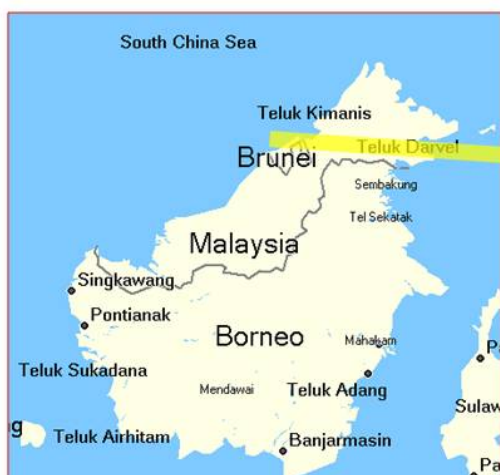 South China Sea
Teluk Kimanis
Teluk Darvel
Brunei
Sembakung
Tel Sekatak
Malaysia
Singkawang
Pontianak
Borneo
Mahakam
Teluk Sukadana
Mendawai
Teluk Adang
Sulaw
Teluk Airhitam
Banjarmasin
Pa